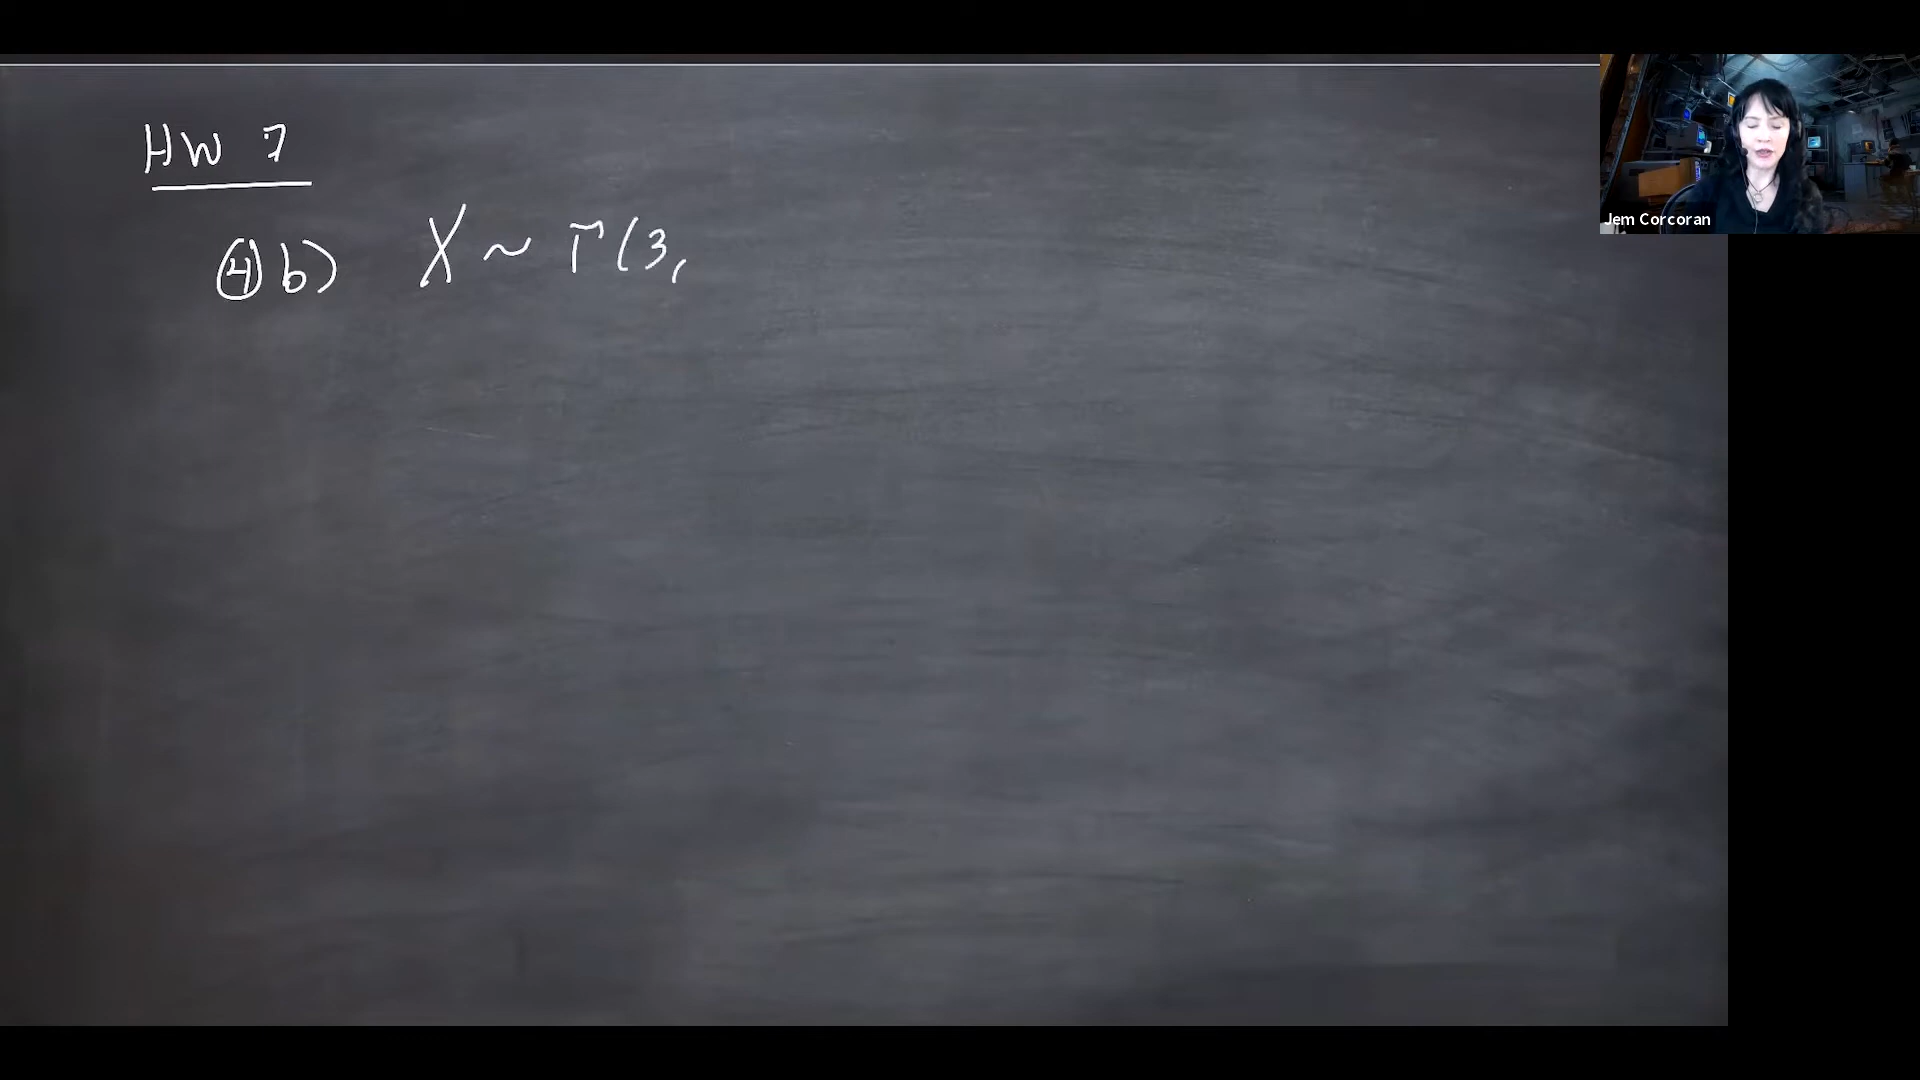 HW 7
Jem Corcoran
④ b) X ~ Γ(3,